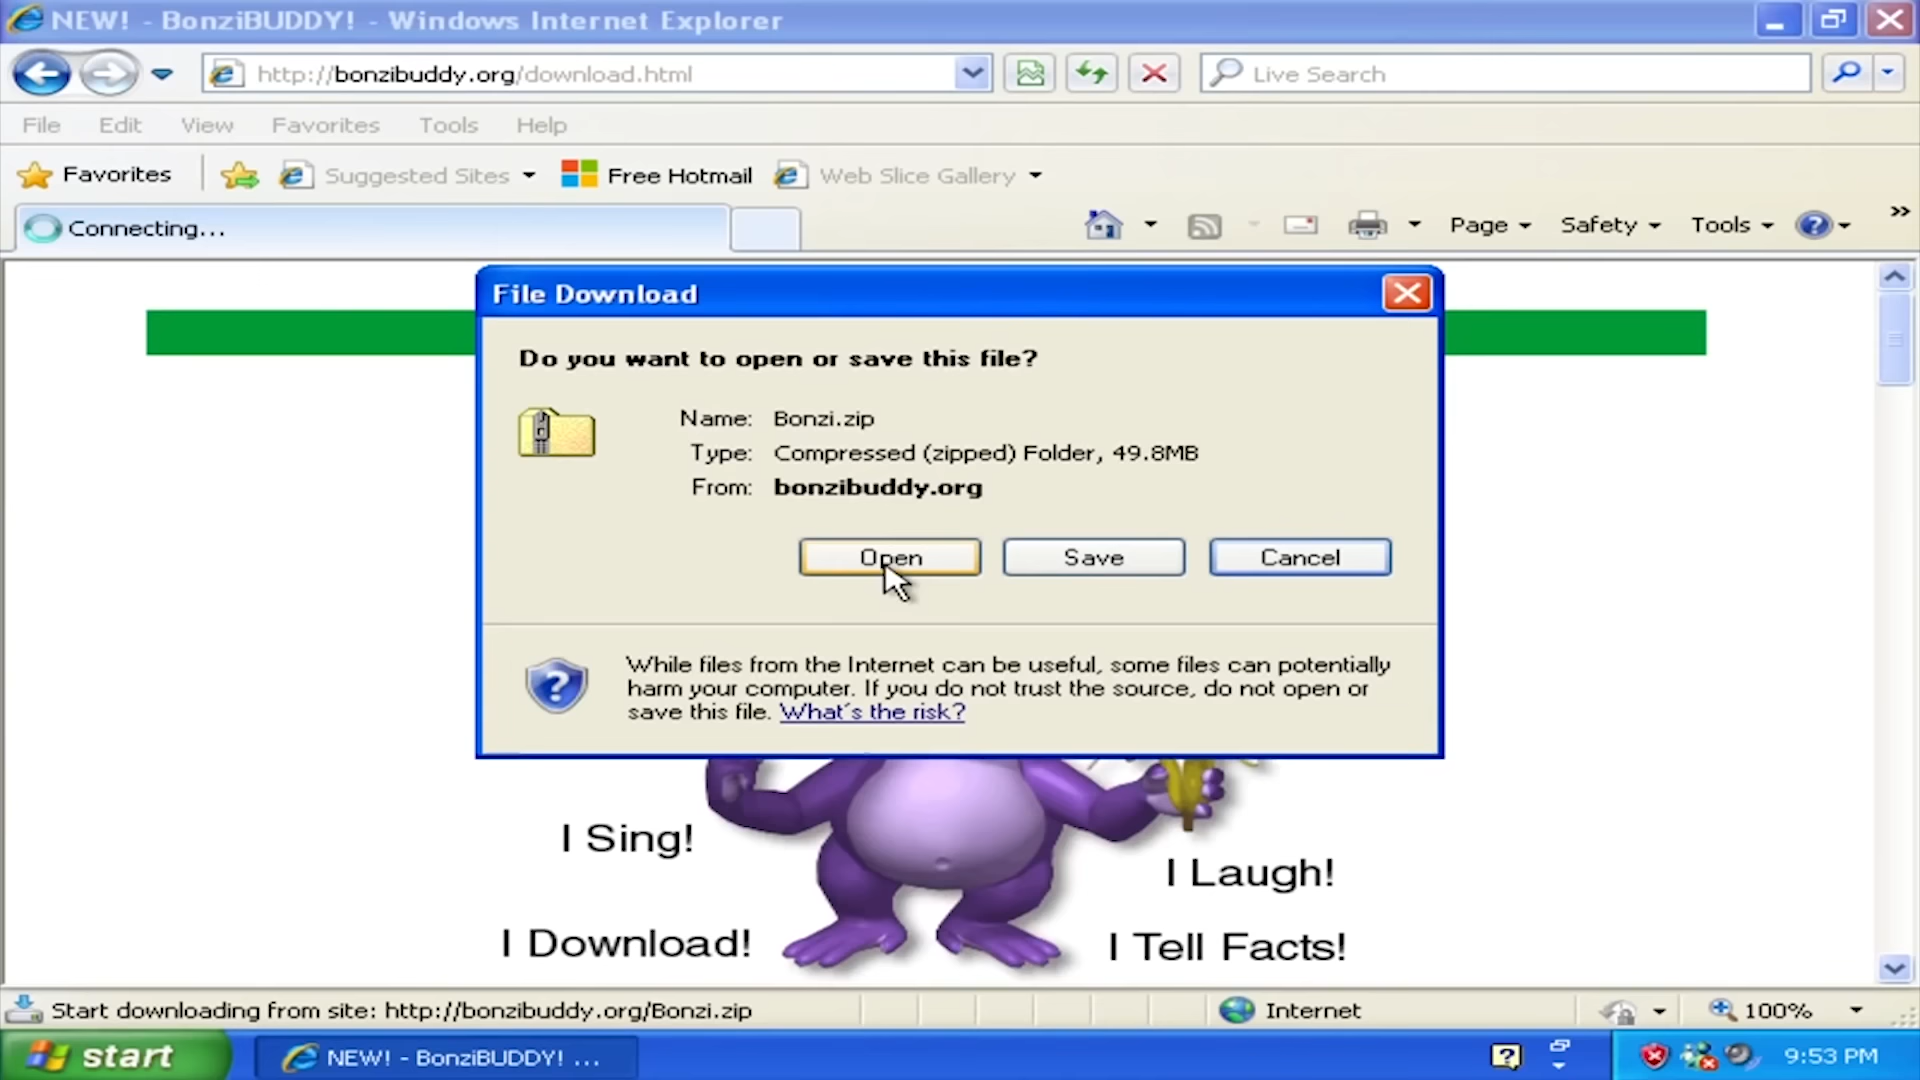 NEW! - BonziBUDDY! - Windows Internet Explorer
http://bonzibuddy.org/download.html
Live Search
File Edit View Favorites Tools Help
Favorites Suggested Sites Free Hotmail Web Slice Gallery
Connecting...
Page Safety Tools
File Download
Do you want to open or save this file?
Name: Bonzi.zip
Type: Compressed (zipped) Folder, 49.8MB
From: bonzibuddy.org
Open Save Cancel
While files from the Internet can be useful, some files can potentially
harm your computer. If you do not trust the source, do not open or
save this file. What's the risk?
I Sing!
I Laugh!
I Download!
I Tell Facts!
Start downloading from site: http://bonzibuddy.org/Bonzi.zip
Internet
100%
start
NEW! - BonziBUDDY! ...
9:53 PM